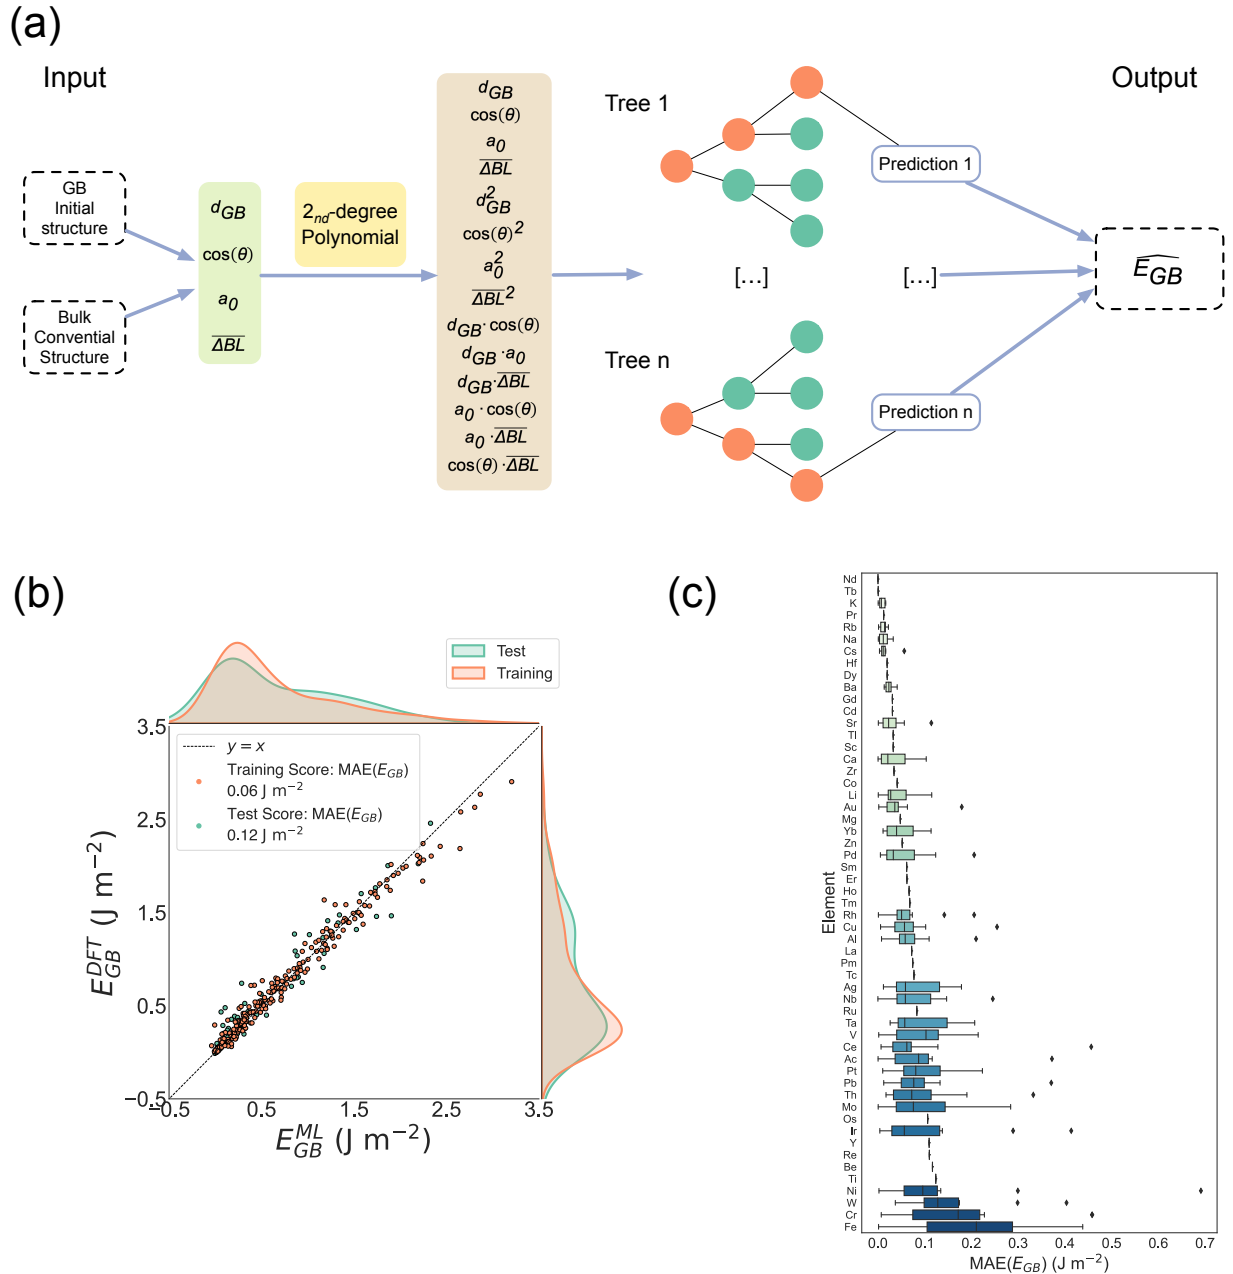 (a)
Input
Output
GB
Initial
structure
Bulk
Convential
Structure
d_GB
cos(θ)
a_0
\overline{ΔBL}
2_nd-degree
Polynomial
d_GB
cos(θ)
a_0
\overline{ΔBL}
d_GB^2
cos(θ)^2
a_0^2
\overline{ΔBL}^2
d_GB · cos(θ)
d_GB · a_0
d_GB · \overline{ΔBL}
a_0 · cos(θ)
a_0 · \overline{ΔBL}
cos(θ) · \overline{ΔBL}
Tree 1
[...]
Tree n
Prediction 1
[...]
Prediction n
\widehat{E_GB}
(b)
Test
Training
y = x
Training Score: MAE(E_GB)
0.06 J m^−2
Test Score: MAE(E_GB)
0.12 J m^−2
3.5
2.5
1.5
0.5
−0.5
−0.5
0.5
1.5
2.5
3.5
E_GB^DFT (J m^−2)
E_GB^ML (J m^−2)
(c)
Element
Nd
Tb
K
Pr
Rb
Na
Cs
Hf
Dy
Ba
Gd
Cd
Sr
Tl
Sc
Ca
Zr
Co
Li
Au
Mg
Yb
Zn
Pd
Sm
Er
Ho
Tm
Rh
Cu
Al
La
Pm
Tc
Ag
Nb
Ru
Ta
V
Ce
Ac
Pt
Pb
Th
Mo
Os
Ir
Y
Re
Be
Ti
Ni
W
Cr
Fe
0.0 0.1 0.2 0.3 0.4 0.5 0.6 0.7
MAE(E_GB) (J m^−2)